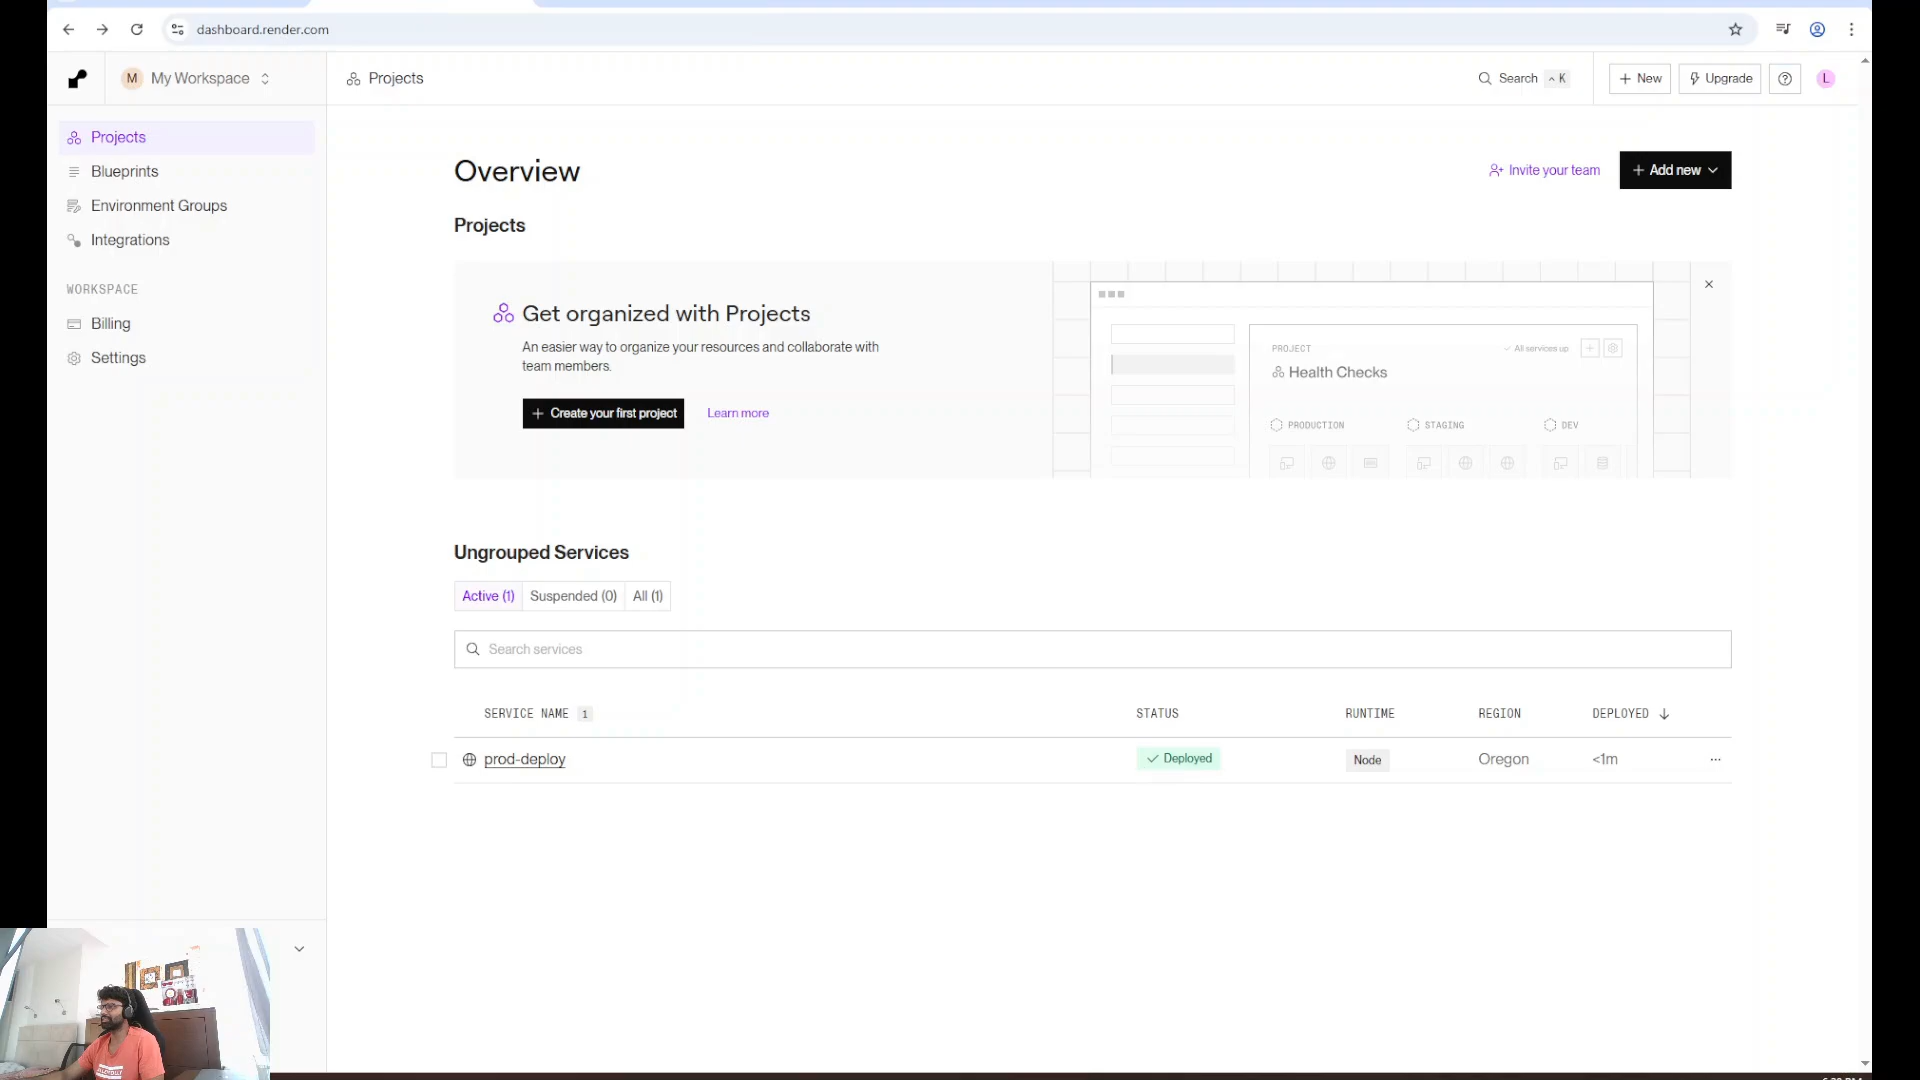 dashboard.render.com
M My Workspace
Projects
Search ^ K
+ New
Upgrade
L
Projects
Blueprints
Environment Groups
Integrations
WORKSPACE
Billing
Settings
Overview
Invite your team
+ Add new
Projects
Get organized with Projects
An easier way to organize your resources and collaborate with
team members.
+ Create your first project
Learn more
PROJECT
All services up
Health Checks
PRODUCTION
STAGING
DEV
Ungrouped Services
Active (1)
Suspended (0)
All (1)
Search services
SERVICE NAME 1
STATUS
RUNTIME
REGION
DEPLOYED
prod-deploy
Deployed
Node
Oregon
<1m